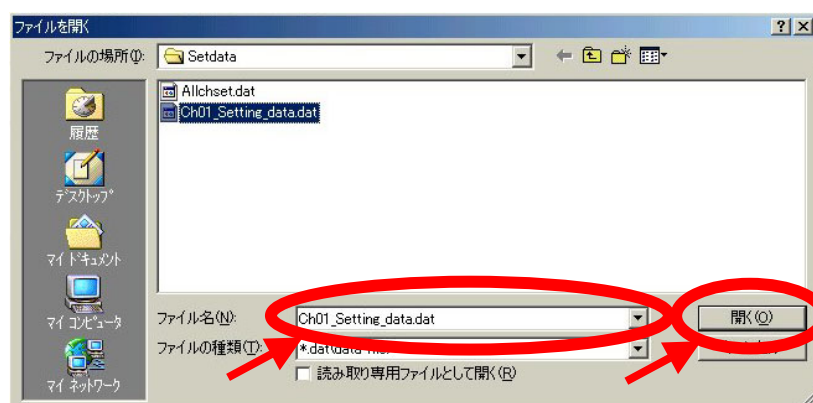 ファイルを開く
ファイルの場所(I):
Setdata
Allchset.dat
Ch01_Setting_data.dat
履歴
デスクトップ
マイ ドキュメント
マイ コンピュータ
マイ ネットワーク
ファイル名(N):
Ch01_Setting_data.dat
開く(O)
ファイルの種類(T):
読み取り専用ファイルとして開く(R)